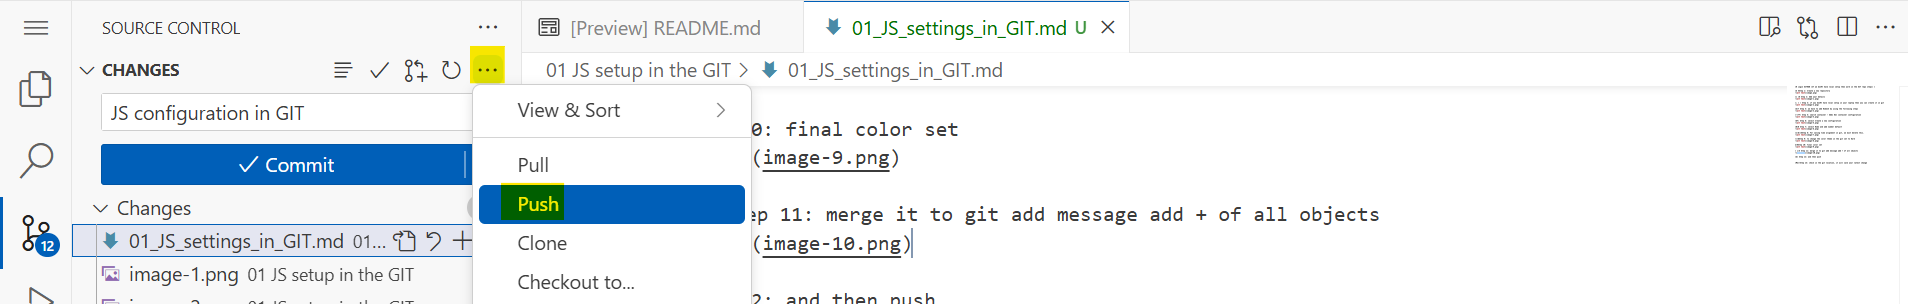 SOURCE CONTROL
CHANGES
JS configuration in GIT
Commit
Changes
01_JS_settings_in_GIT.md 01...
image-1.png 01 JS setup in the GIT
12
View & Sort
Pull
Push
Clone
Checkout to...
[Preview] README.md
01_JS_settings_in_GIT.md U
01 JS setup in the GIT > 01_JS_settings_in_GIT.md
0: final color set
(image-9.png)
ep 11: merge it to git add message add + of all objects
(image-10.png)
2: and then push